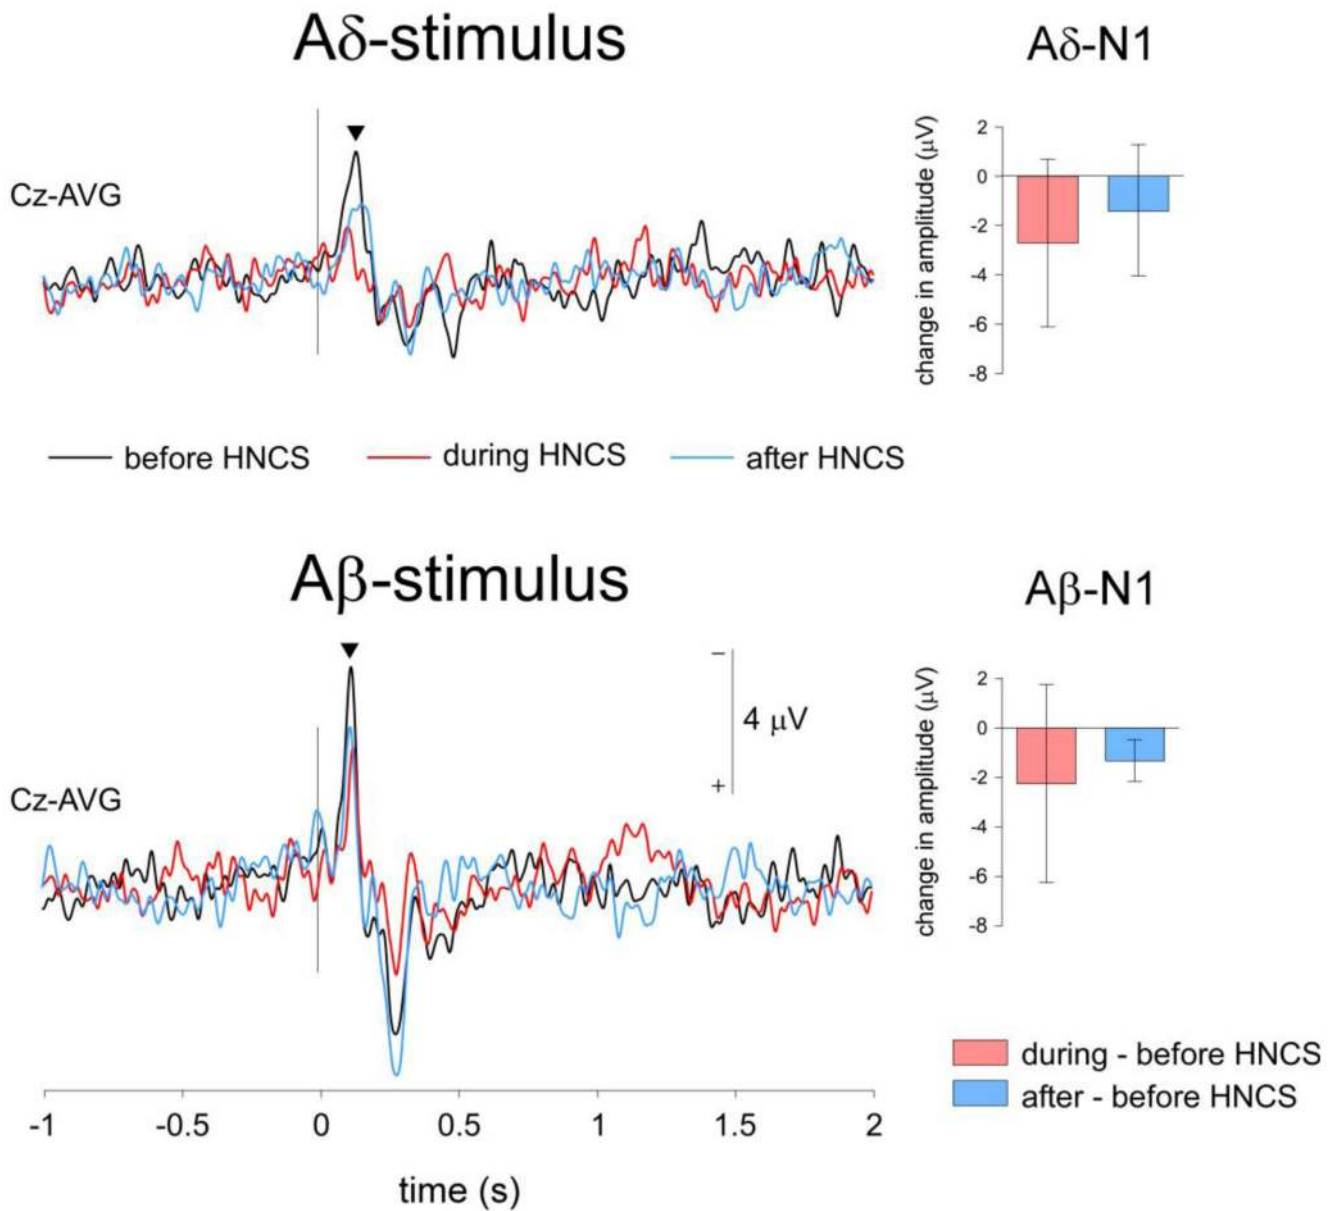 Aδ-stimulus
Aδ-N1
Cz-AVG
change in amplitude (μV)
2
0
-2
-4
-6
-8
before HNCS
during HNCS
after HNCS
Aβ-stimulus
Aβ-N1
Cz-AVG
−
4 μV
+
change in amplitude (μV)
2
0
-2
-4
-6
-8
during - before HNCS
after - before HNCS
-1 -0.5 0 0.5 1 1.5 2
time (s)